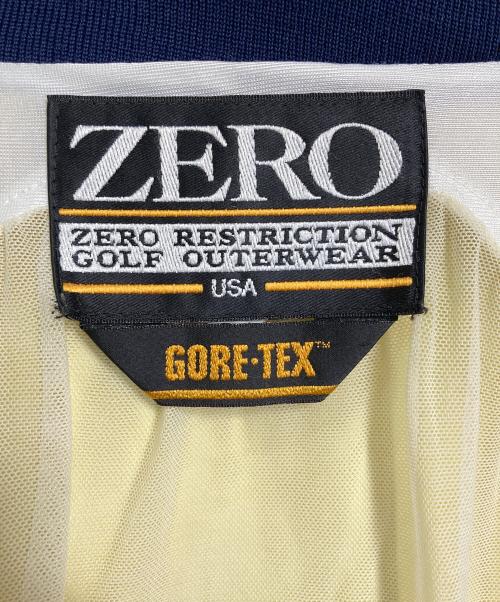 ZERO
ZERO RESTRICTION
GOLF OUTERWEAR
USA
GORE-TEX™